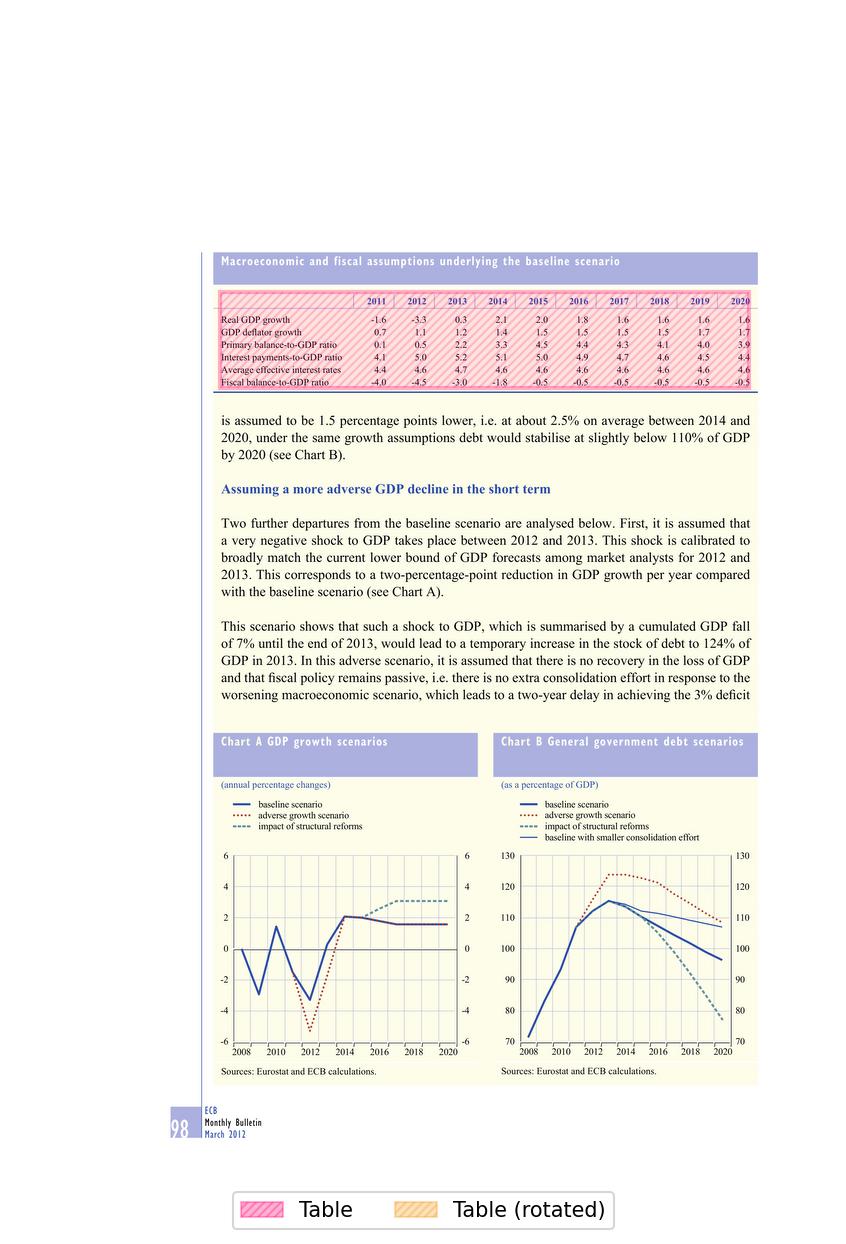 Macroeconomic and fiscal assumptions underlying the baseline scenario
2011 2012 2013 2014 2015 2016 2017 2018 2019 2020
Real GDP growth -1.6 -3.3 0.3 2.1 2.0 1.8 1.6 1.6 1.6 1.6
GDP deflator growth 0.7 1.1 1.2 1.4 1.5 1.5 1.5 1.5 1.7 1.7
Primary balance-to-GDP ratio 0.1 0.5 2.2 3.3 4.5 4.4 4.3 4.1 4.0 3.9
Interest payments-to-GDP ratio 4.1 5.0 5.2 5.1 5.0 4.9 4.7 4.6 4.5 4.4
Average effective interest rates 4.4 4.6 4.7 4.6 4.6 4.6 4.6 4.6 4.6 4.6
Fiscal balance-to-GDP ratio -4.0 -4.5 -3.0 -1.8 -0.5 -0.5 -0.5 -0.5 -0.5 -0.5
is assumed to be 1.5 percentage points lower, i.e. at about 2.5% on average between 2014 and
2020, under the same growth assumptions debt would stabilise at slightly below 110% of GDP
by 2020 (see Chart B).
Assuming a more adverse GDP decline in the short term
Two further departures from the baseline scenario are analysed below. First, it is assumed that
a very negative shock to GDP takes place between 2012 and 2013. This shock is calibrated to
broadly match the current lower bound of GDP forecasts among market analysts for 2012 and
2013. This corresponds to a two-percentage-point reduction in GDP growth per year compared
with the baseline scenario (see Chart A).
This scenario shows that such a shock to GDP, which is summarised by a cumulated GDP fall
of 7% until the end of 2013, would lead to a temporary increase in the stock of debt to 124% of
GDP in 2013. In this adverse scenario, it is assumed that there is no recovery in the loss of GDP
and that fiscal policy remains passive, i.e. there is no extra consolidation effort in response to the
worsening macroeconomic scenario, which leads to a two-year delay in achieving the 3% deficit
Chart A GDP growth scenarios
(annual percentage changes)
baseline scenario
adverse growth scenario
impact of structural reforms
6 6
4 4
2 2
0 0
-2 -2
-4 -4
-6 -6
2008 2010 2012 2014 2016 2018 2020
Sources: Eurostat and ECB calculations.
Chart B General government debt scenarios
(as a percentage of GDP)
baseline scenario
adverse growth scenario
impact of structural reforms
baseline with smaller consolidation effort
130 130
120 120
110 110
100 100
90 90
80 80
70 70
2008 2010 2012 2014 2016 2018 2020
Sources: Eurostat and ECB calculations.
98
ECB
Monthly Bulletin
March 2012
Table Table (rotated)